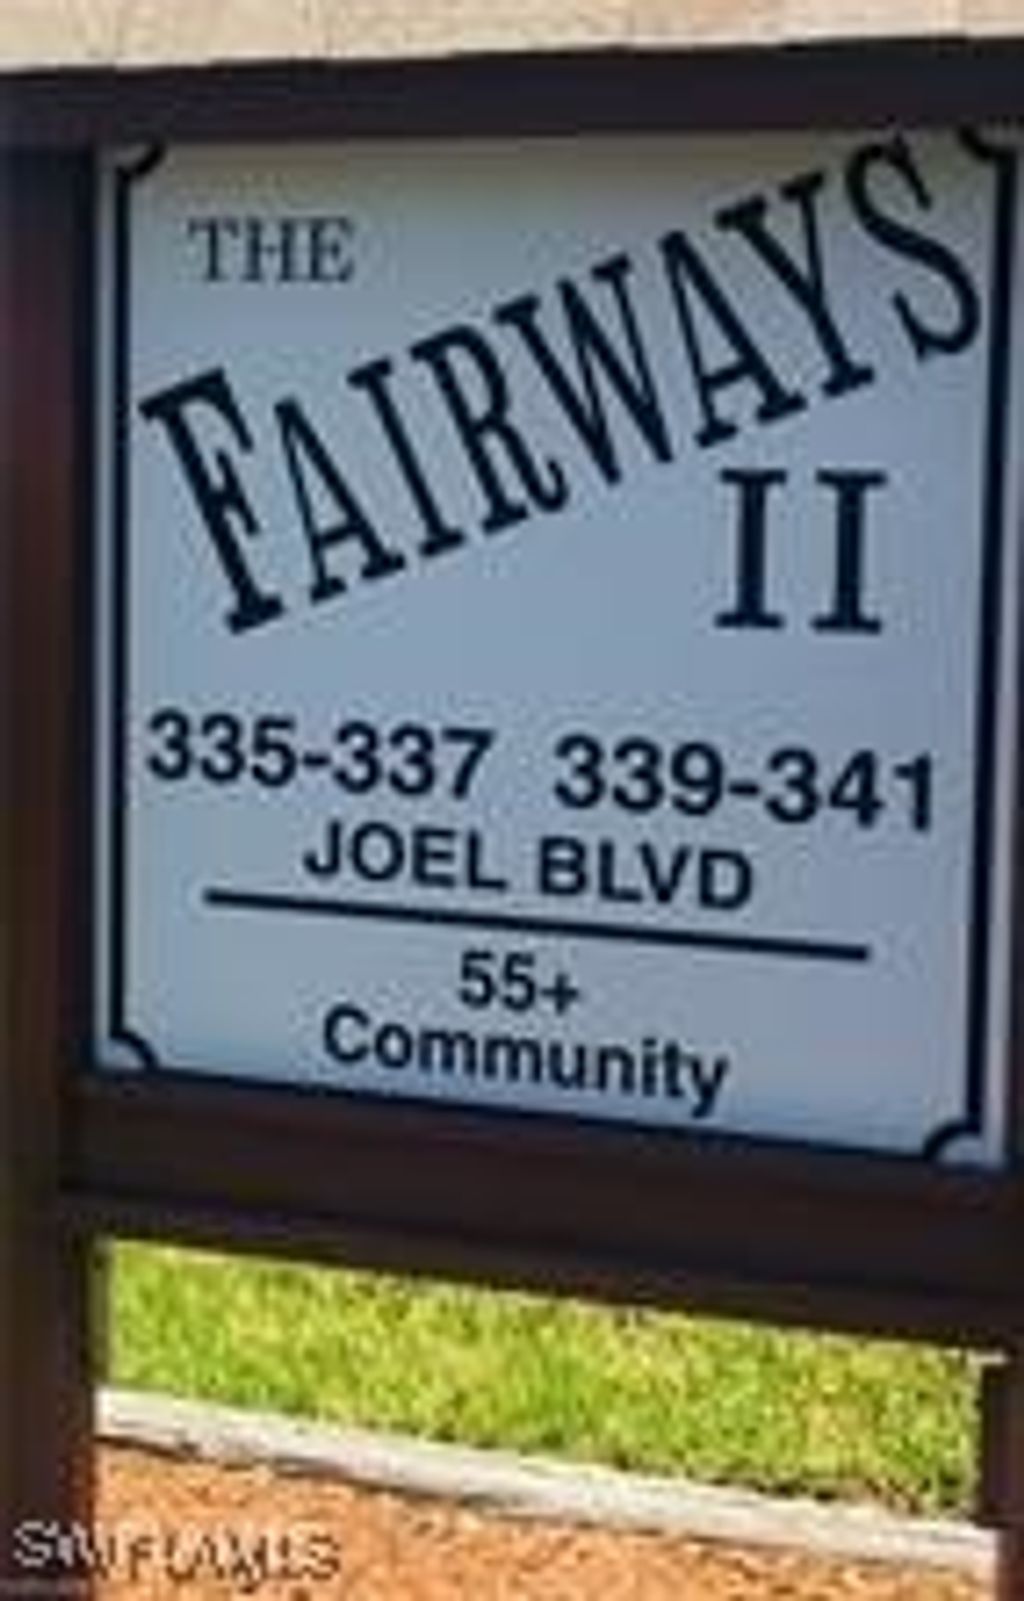 THE
FAIRWAYS
II
335-337 339-341
JOEL BLVD
55+
Community